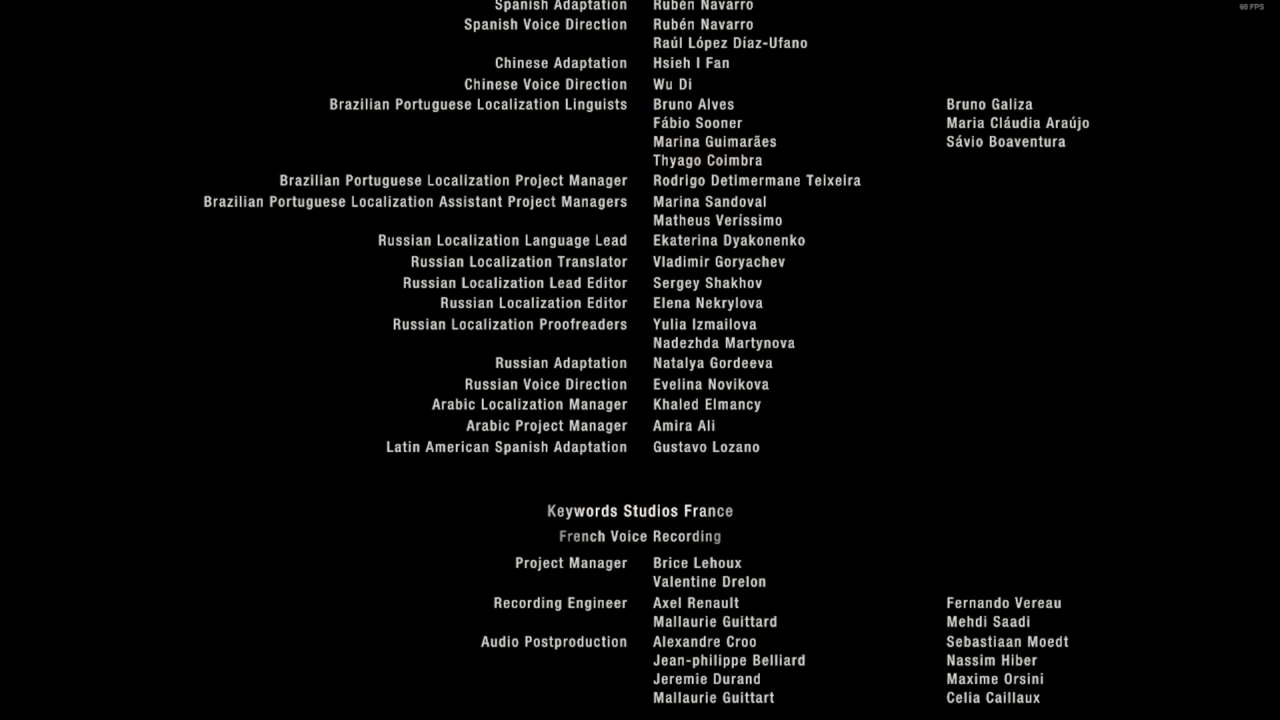 60 FPS
Spanish Adaptation Rubén Navarro
Spanish Voice Direction Rubén Navarro
Raúl López Díaz-Ufano
Chinese Adaptation Hsieh I Fan
Chinese Voice Direction Wu Di
Brazilian Portuguese Localization Linguists Bruno Alves Bruno Galiza
Fábio Sooner Maria Cláudia Araújo
Marina Guimarães Sávio Boaventura
Thyago Coimbra
Brazilian Portuguese Localization Project Manager Rodrigo Detimermane Teixeira
Brazilian Portuguese Localization Assistant Project Managers Marina Sandoval
Matheus Veríssimo
Russian Localization Language Lead Ekaterina Dyakonenko
Russian Localization Translator Vladimir Goryachev
Russian Localization Lead Editor Sergey Shakhov
Russian Localization Editor Elena Nekrylova
Russian Localization Proofreaders Yulia Izmailova
Nadezhda Martynova
Russian Adaptation Natalya Gordeeva
Russian Voice Direction Evelina Novikova
Arabic Localization Manager Khaled Elmancy
Arabic Project Manager Amira Ali
Latin American Spanish Adaptation Gustavo Lozano
Keywords Studios France
French Voice Recording
Project Manager Brice Lehoux
Valentine Drelon
Recording Engineer Axel Renault Fernando Vereau
Mallaurie Guittard Mehdi Saadi
Audio Postproduction Alexandre Croo Sebastiaan Moedt
Jean-philippe Belliard Nassim Hiber
Jeremie Durand Maxime Orsini
Mallaurie Guittart Celia Caillaux